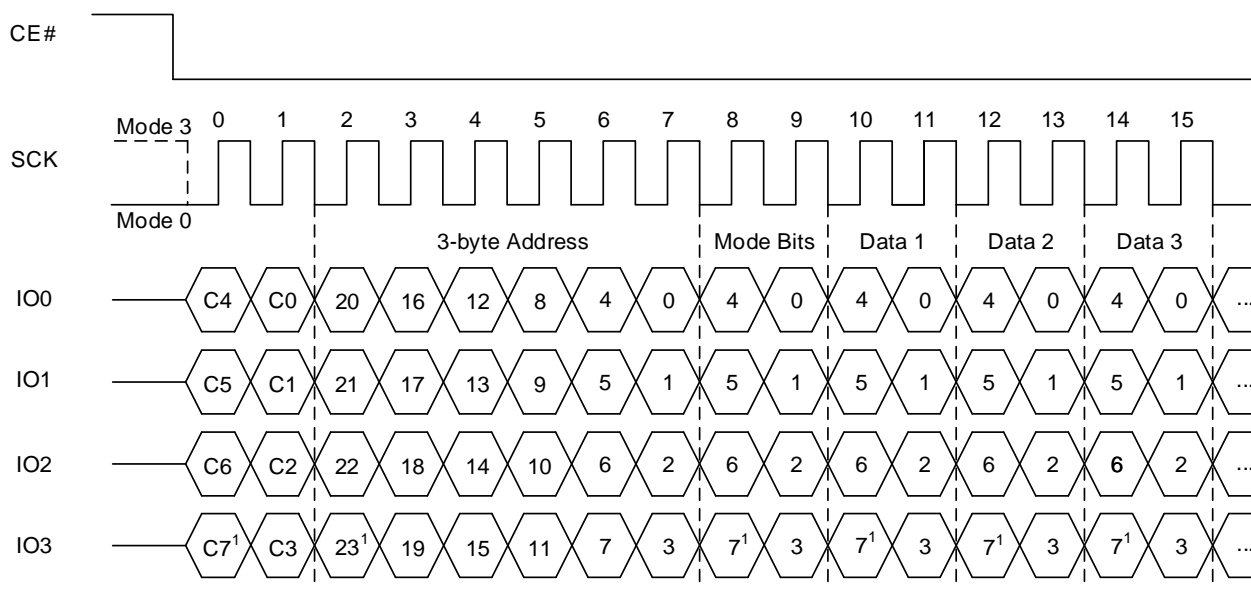 CE#
0 1 2 3 4 5 6 7 8 9 10 11 12 13 14 15
Mode 3
SCK
Mode 0
3-byte Address Mode Bits Data 1 Data 2 Data 3
IO0 C4 C0 20 16 12 8 4 0 4 0 4 0 4 0 4 0 ...
IO1 C5 C1 21 17 13 9 5 1 5 1 5 1 5 1 5 1 ...
IO2 C6 C2 22 18 14 10 6 2 6 2 6 2 6 2 6 2 ...
IO3 C7¹ C3 23¹ 19 15 11 7 3 7¹ 3 7¹ 3 7¹ 3 7¹ 3 ...